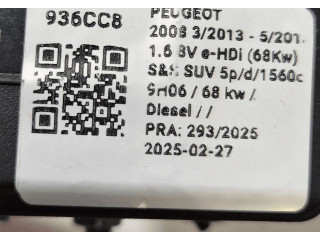 936CC8
PEUGEOT
2008 3/2013 - 5/201
1.6 8V e-HDi (68Kw)
S&S SUV 5p/d/1560c
9H06 / 68 kw /
Diesel / /
PRA: 293/2025
2025-02-27